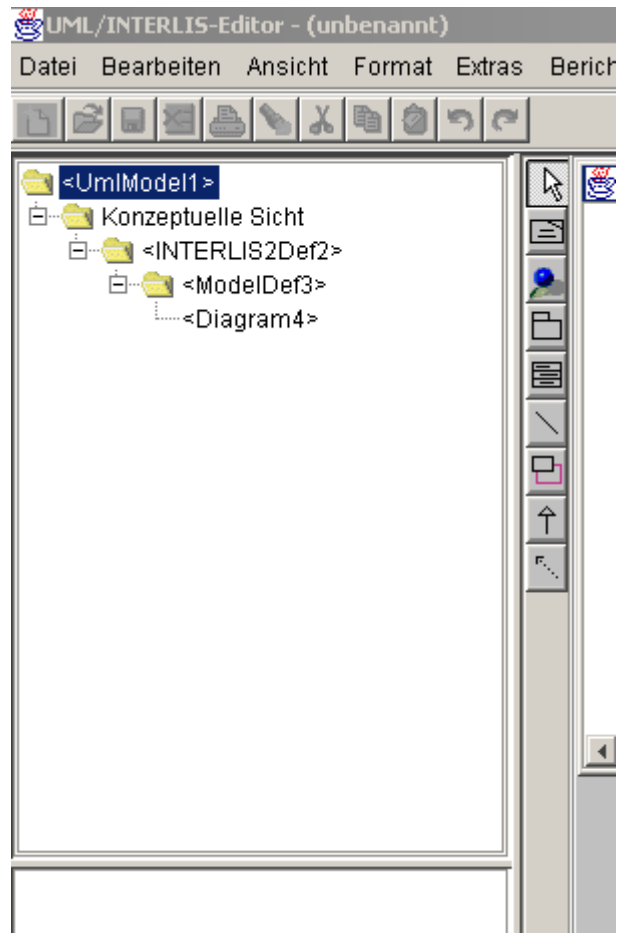 UML/INTERLIS-Editor - (unbenannt)
Datei Bearbeiten Ansicht Format Extras Berich
<UmlModel1>
Konzeptuelle Sicht
<INTERLIS2Def2>
<ModelDef3>
<Diagram4>